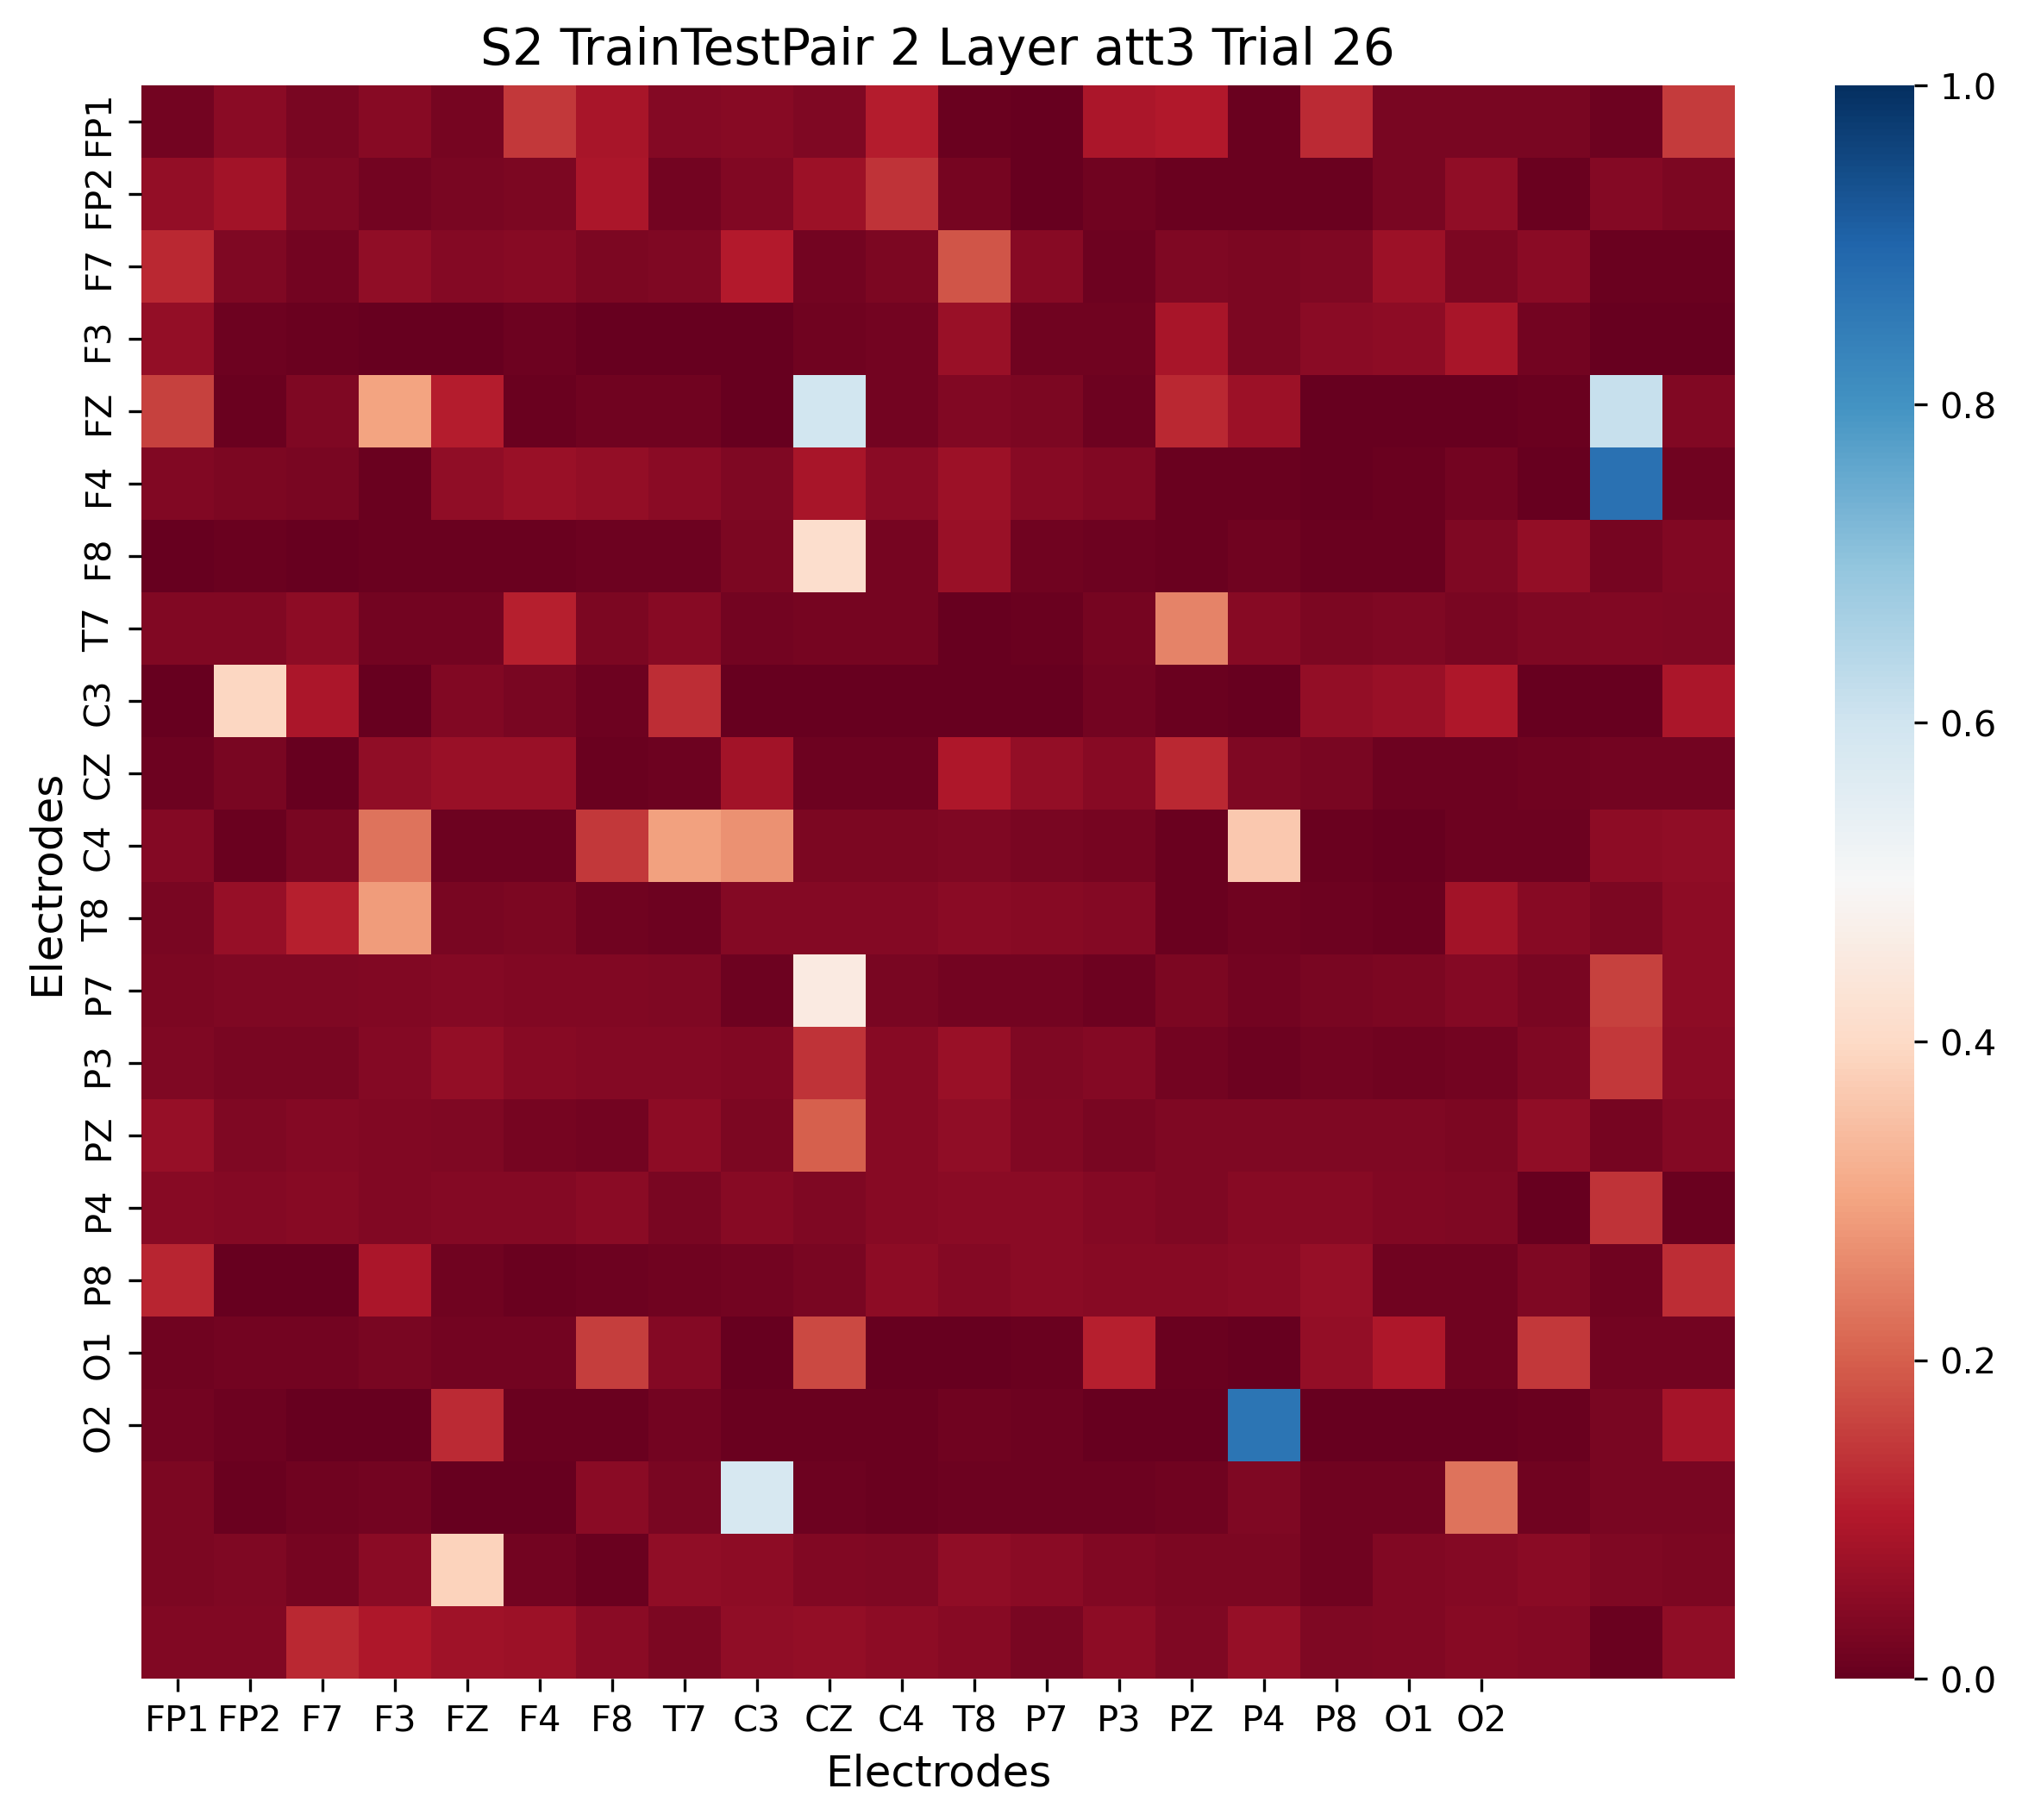 S2 TrainTestPair 2 Layer att3 Trial 26
Electrodes
FP1
FP2
F7
F3
FZ
F4
F8
T7
C3
CZ
C4
T8
P7
P3
PZ
P4
P8
O1
O2
FP1 FP2 F7 F3 FZ F4 F8 T7 C3 CZ C4 T8 P7 P3 PZ P4 P8 O1 O2
Electrodes
1.0
0.8
0.6
0.4
0.2
0.0